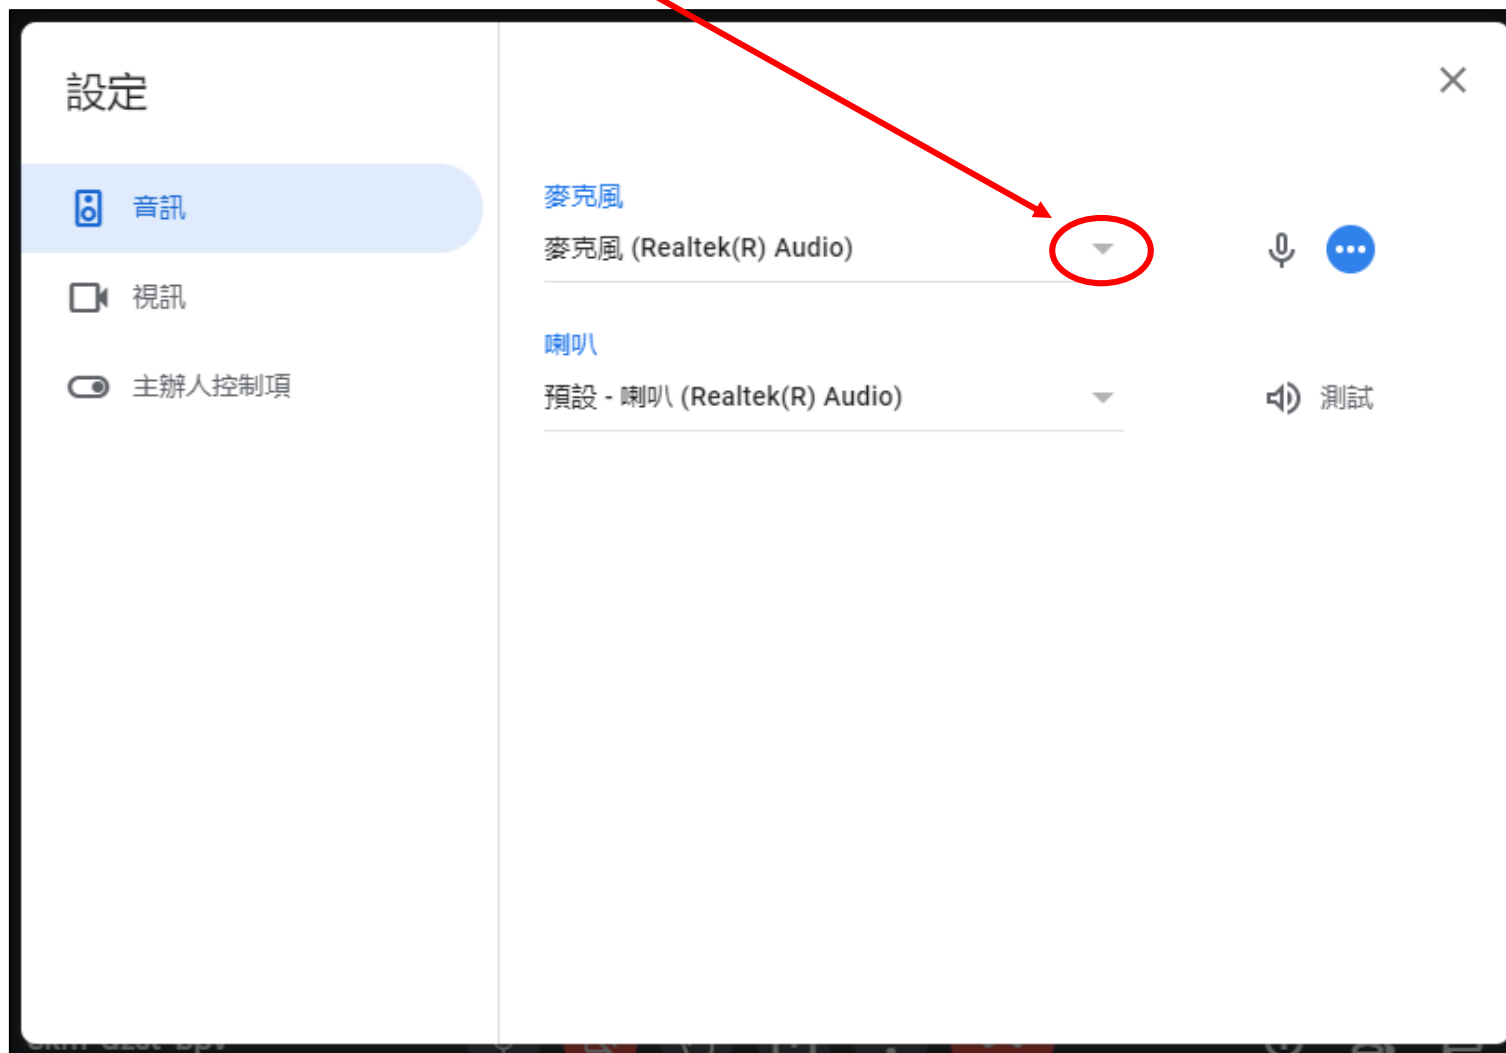 設定
音訊
視訊
主辦人控制項
麥克風
麥克風 (Realtek(R) Audio)
喇叭
預設 - 喇叭 (Realtek(R) Audio)
測試